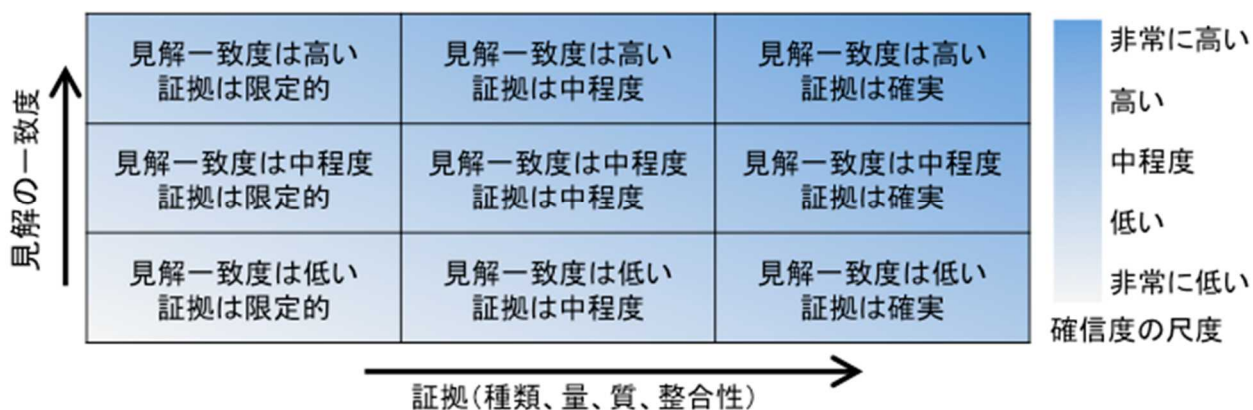 見解の一致度
見解一致度は高い
証拠は限定的
見解一致度は高い
証拠は中程度
見解一致度は高い
証拠は確実
見解一致度は中程度
証拠は限定的
見解一致度は中程度
証拠は中程度
見解一致度は中程度
証拠は確実
見解一致度は低い
証拠は限定的
見解一致度は低い
証拠は中程度
見解一致度は低い
証拠は確実
証拠(種類、量、質、整合性)
非常に高い
高い
中程度
低い
非常に低い
確信度の尺度